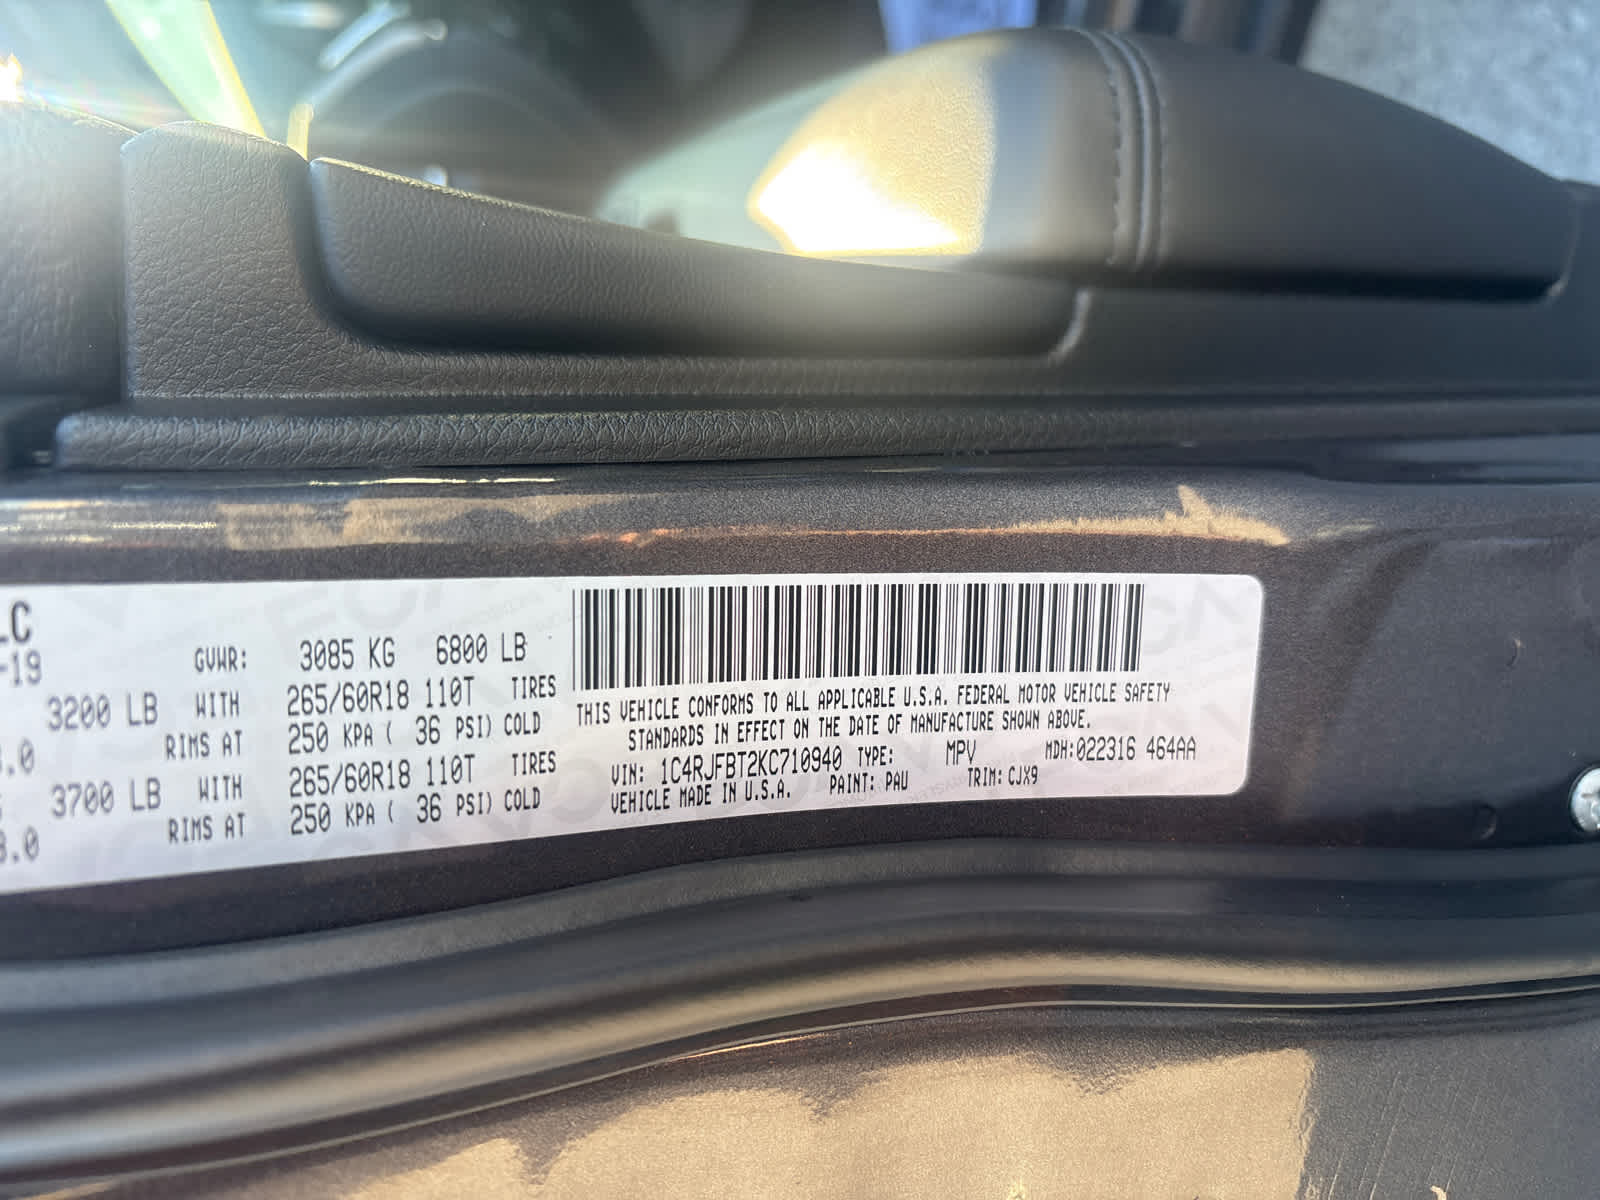 LC
-19
GVWR: 3085 KG 6800 LB
3200 LB WITH 265/60R18 110T TIRES
.0 RIMS AT 250 KPA ( 36 PSI) COLD
3700 LB WITH 265/60R18 110T TIRES
8.0 RIMS AT 250 KPA ( 36 PSI) COLD
THIS VEHICLE CONFORMS TO ALL APPLICABLE U.S.A. FEDERAL MOTOR VEHICLE SAFETY
STANDARDS IN EFFECT ON THE DATE OF MANUFACTURE SHOWN ABOVE.
VIN: 1C4RJFBT2KC710940 TYPE: MPV MDH:022316 464AA
VEHICLE MADE IN U.S.A. PAINT: PAU TRIM: CJX9